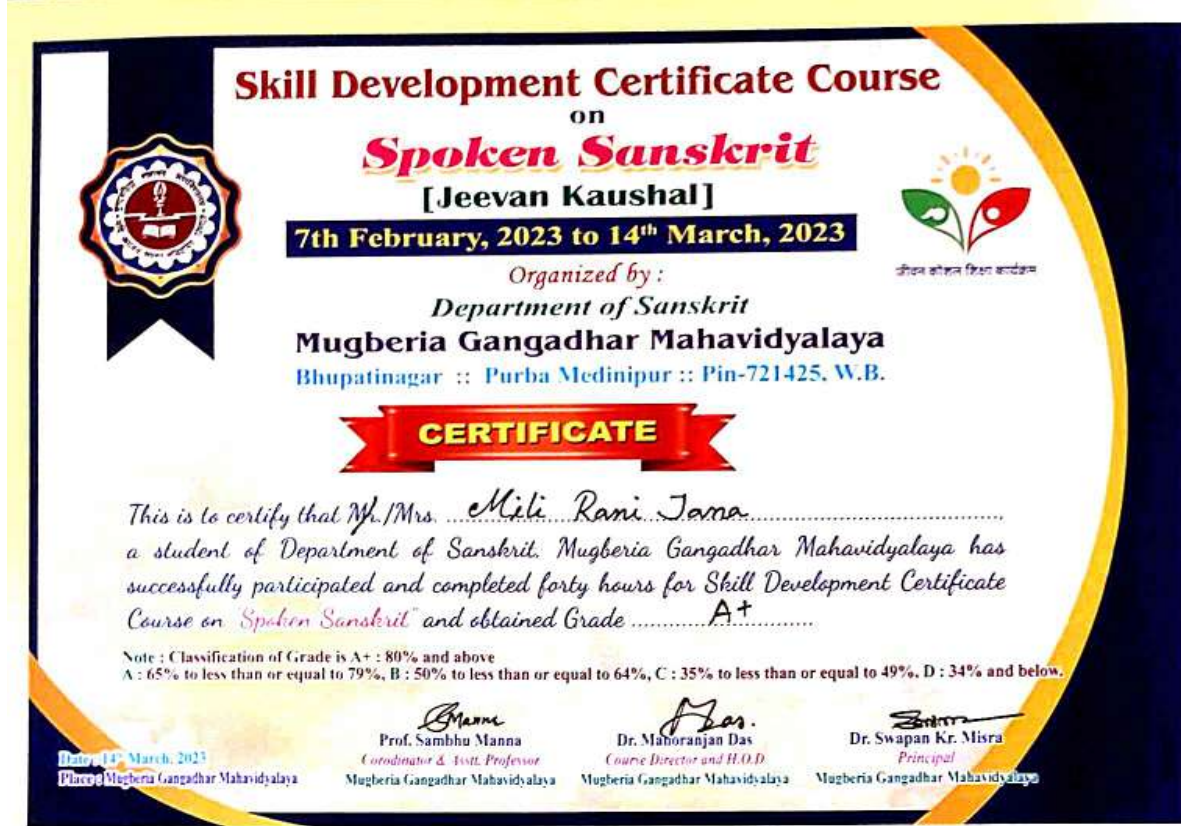 Skill Development Certificate Course
on
Spoken Sanskrit
[Jeevan Kaushal]
7th February, 2023 to 14th March, 2023
जीवन कौशल शिक्षा कार्यक्रम
Organized by :
Department of Sanskrit
Mugberia Gangadhar Mahavidyalaya
Bhupatinagar :: Purba Medinipur :: Pin-721425. W.B.
CERTIFICATE
This is to certify that Mr./Mrs. Mili Rani Jana
a student of Department of Sanskrit, Mugberia Gangadhar Mahavidyalaya has
successfully participated and completed forty hours for Skill Development Certificate
Course on "Spoken Sanskrit" and obtained Grade A+
Note : Classification of Grade is A+ : 80% and above
A : 65% to less than or equal to 79%, B : 50% to less than or equal to 64%, C : 35% to less than or equal to 49%, D : 34% and below.
Manna
Das.
Prof. Sambhu Manna
Dr. Manoranjan Das
Dr. Swapan Kr. Misra
Date : 14th March, 2023
Corodinator & Asstt. Professor
Course Director and H.O.D
Principal
Place : Mugberia Gangadhar Mahavidyalaya
Mugberia Gangadhar Mahavidyalaya
Mugberia Gangadhar Mahavidyalaya
Mugberia Gangadhar Mahavidyalaya